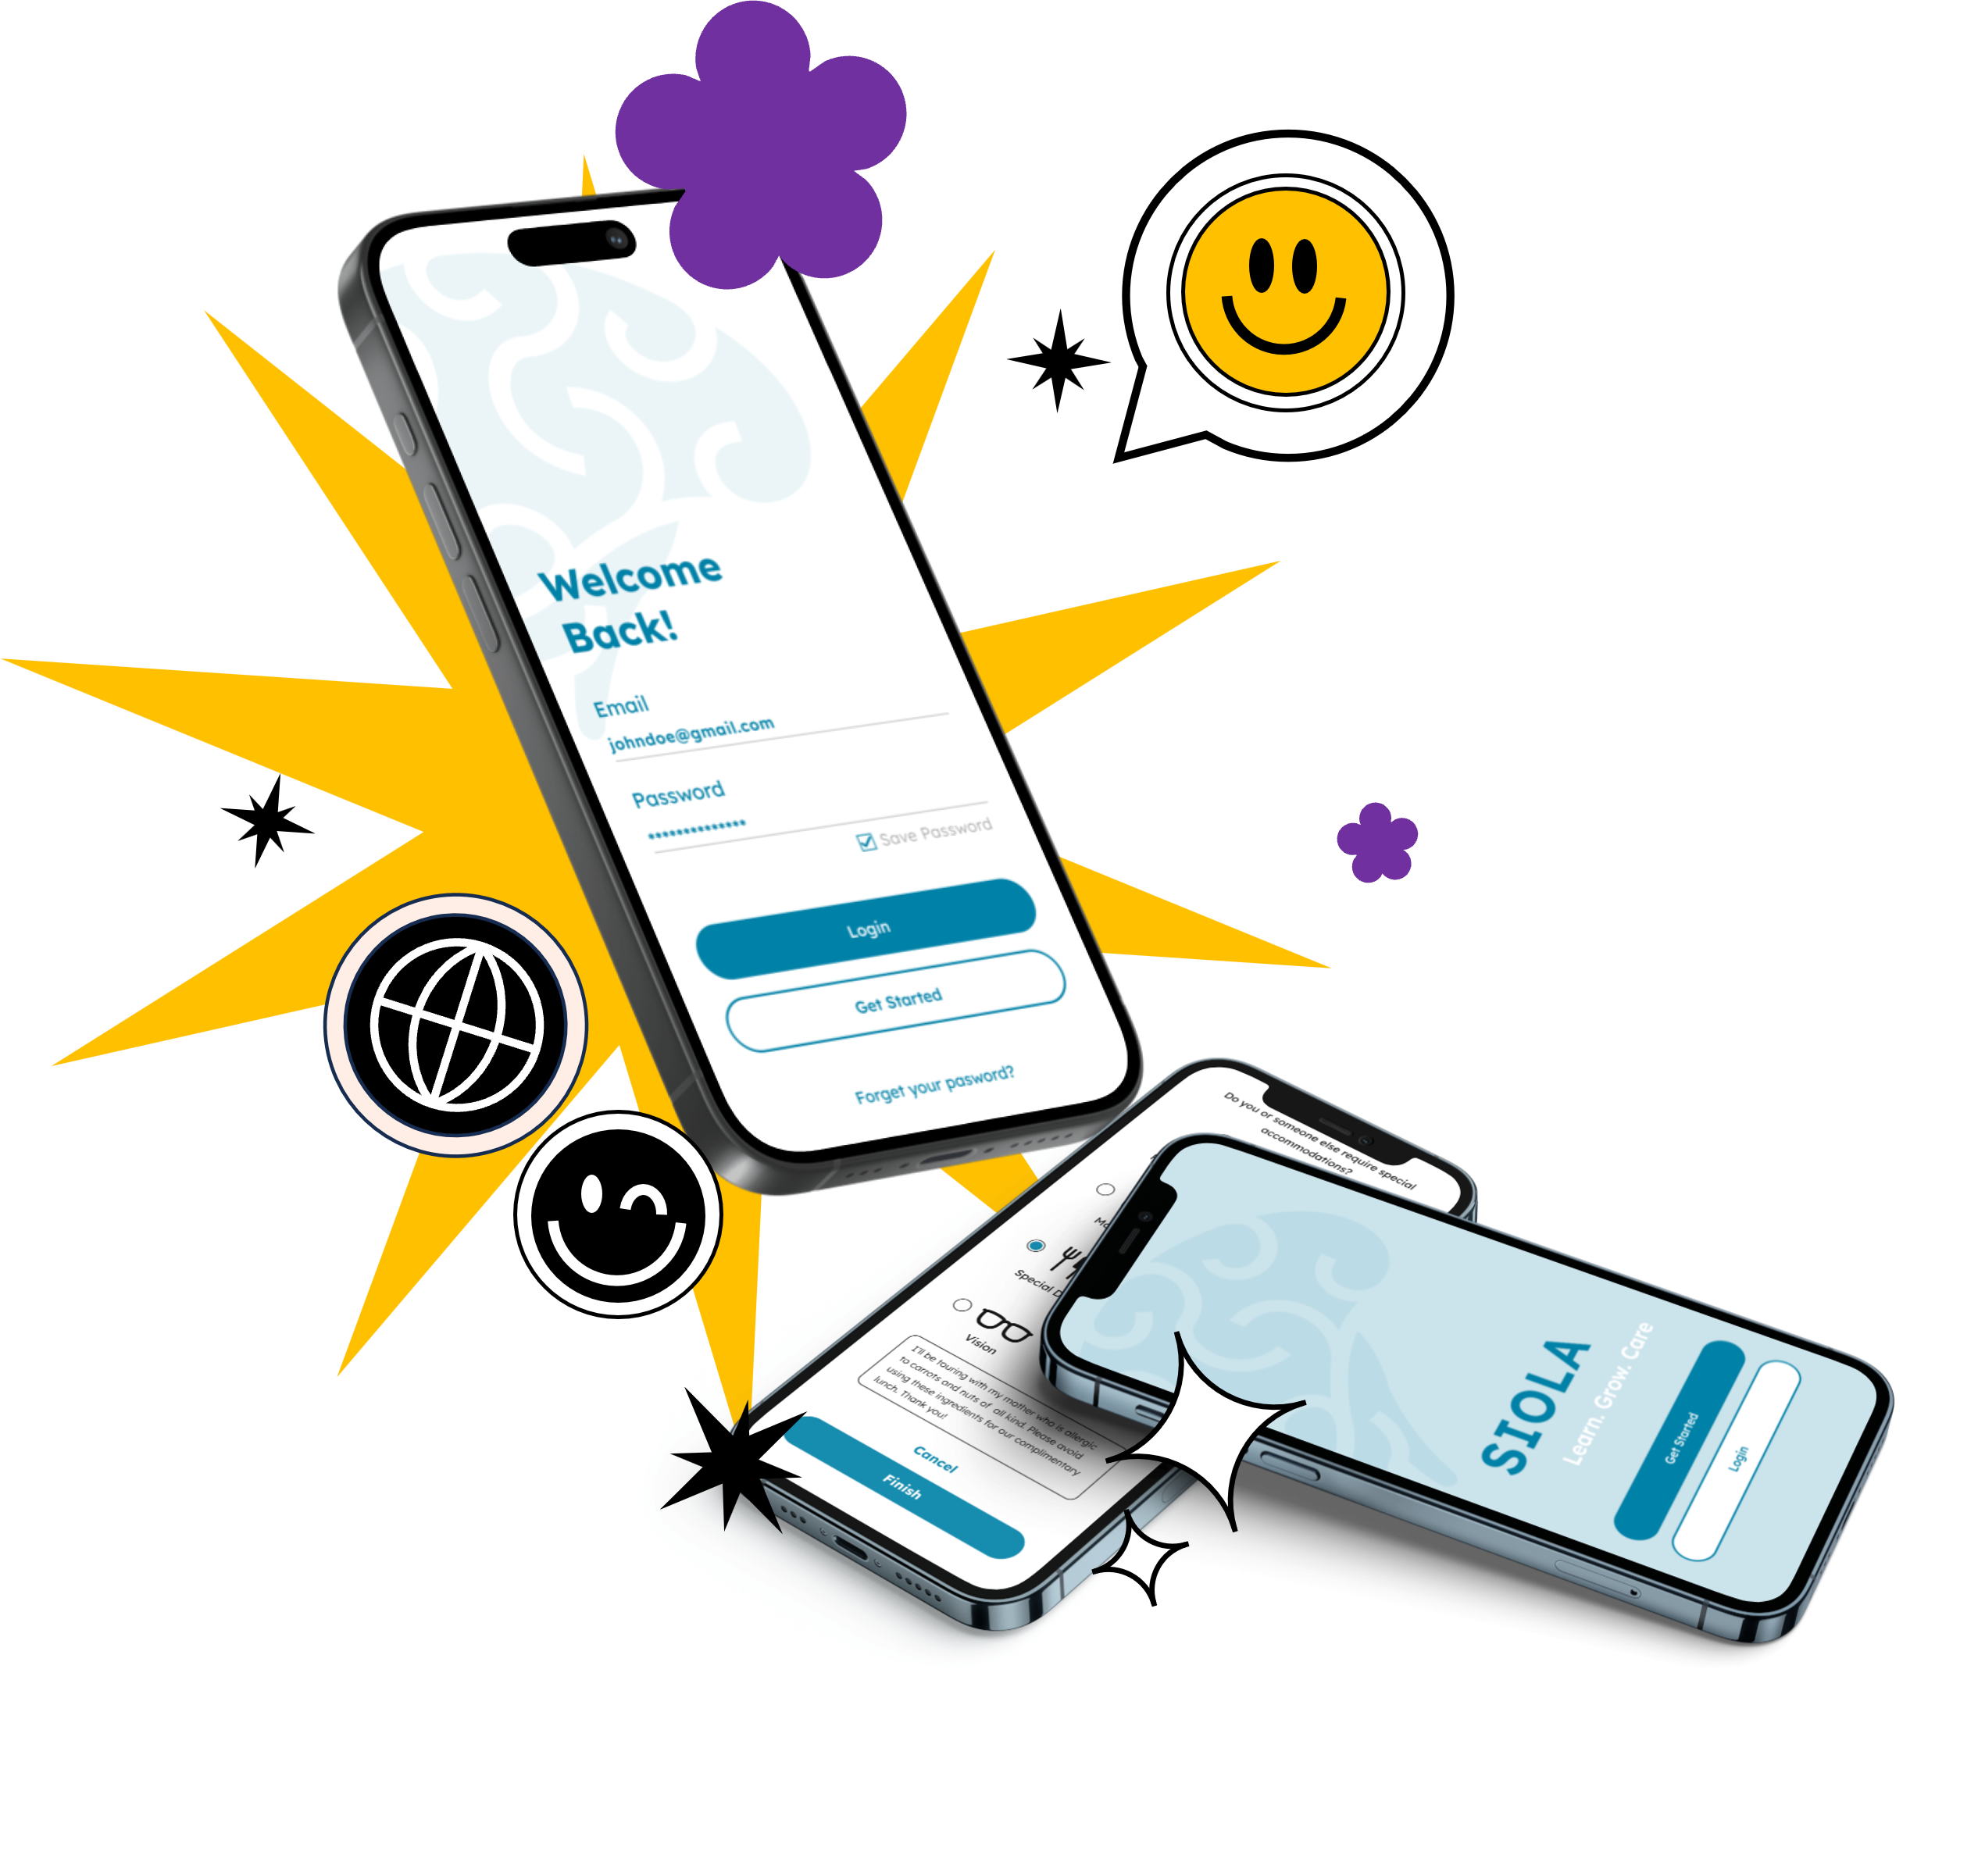 Welcome
Back!
Email
johndoe@gmail.com
Password
Save Password
Login
Get Started
Forget your pasword?
Do you or someone else require special
accommodations?
Special
Vision
I'll be touring with my mother who is allergic
to carrots and nuts of all kind. Please avoid
using these ingredients for our complimentary
lunch. Thank you!
Cancel
Finish
SIOLA
Learn. Grow. Care
Get Started
Login